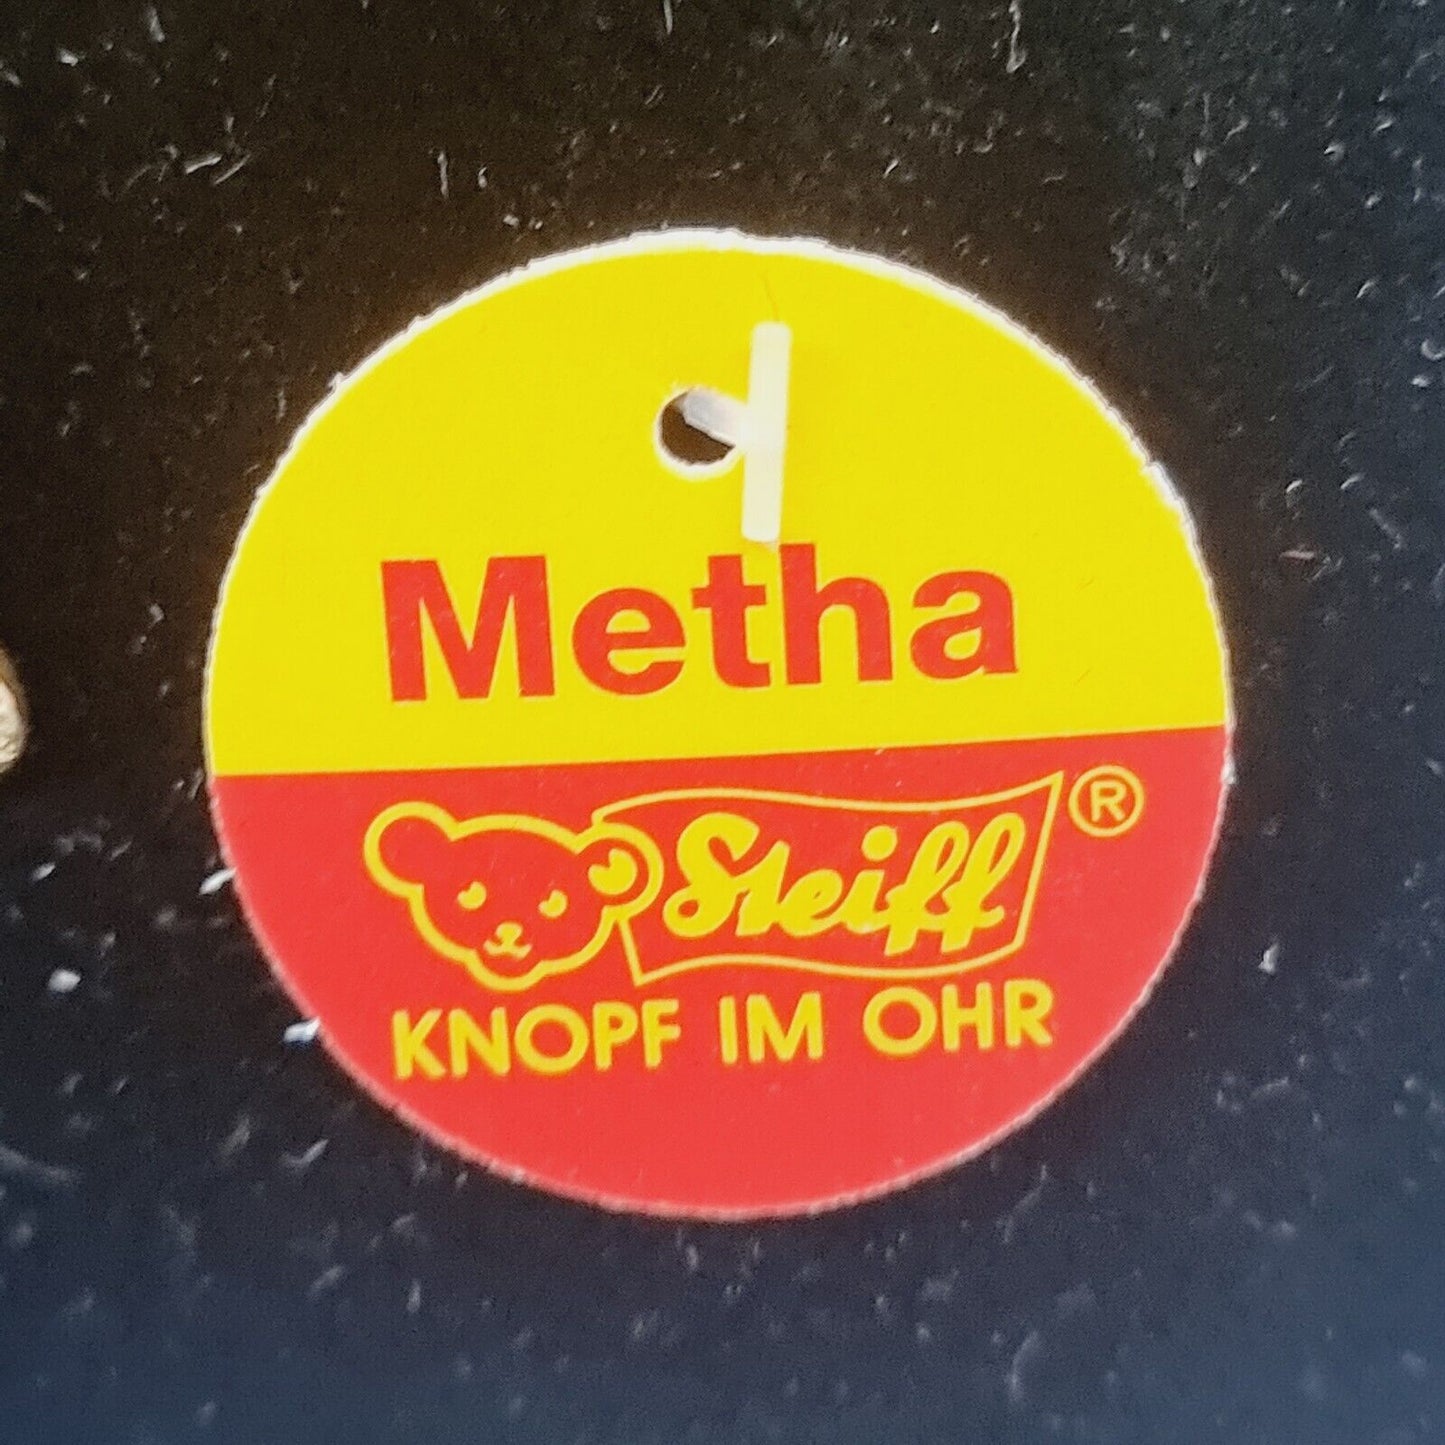 Metha
Steiff ®
KNOPF IM OHR